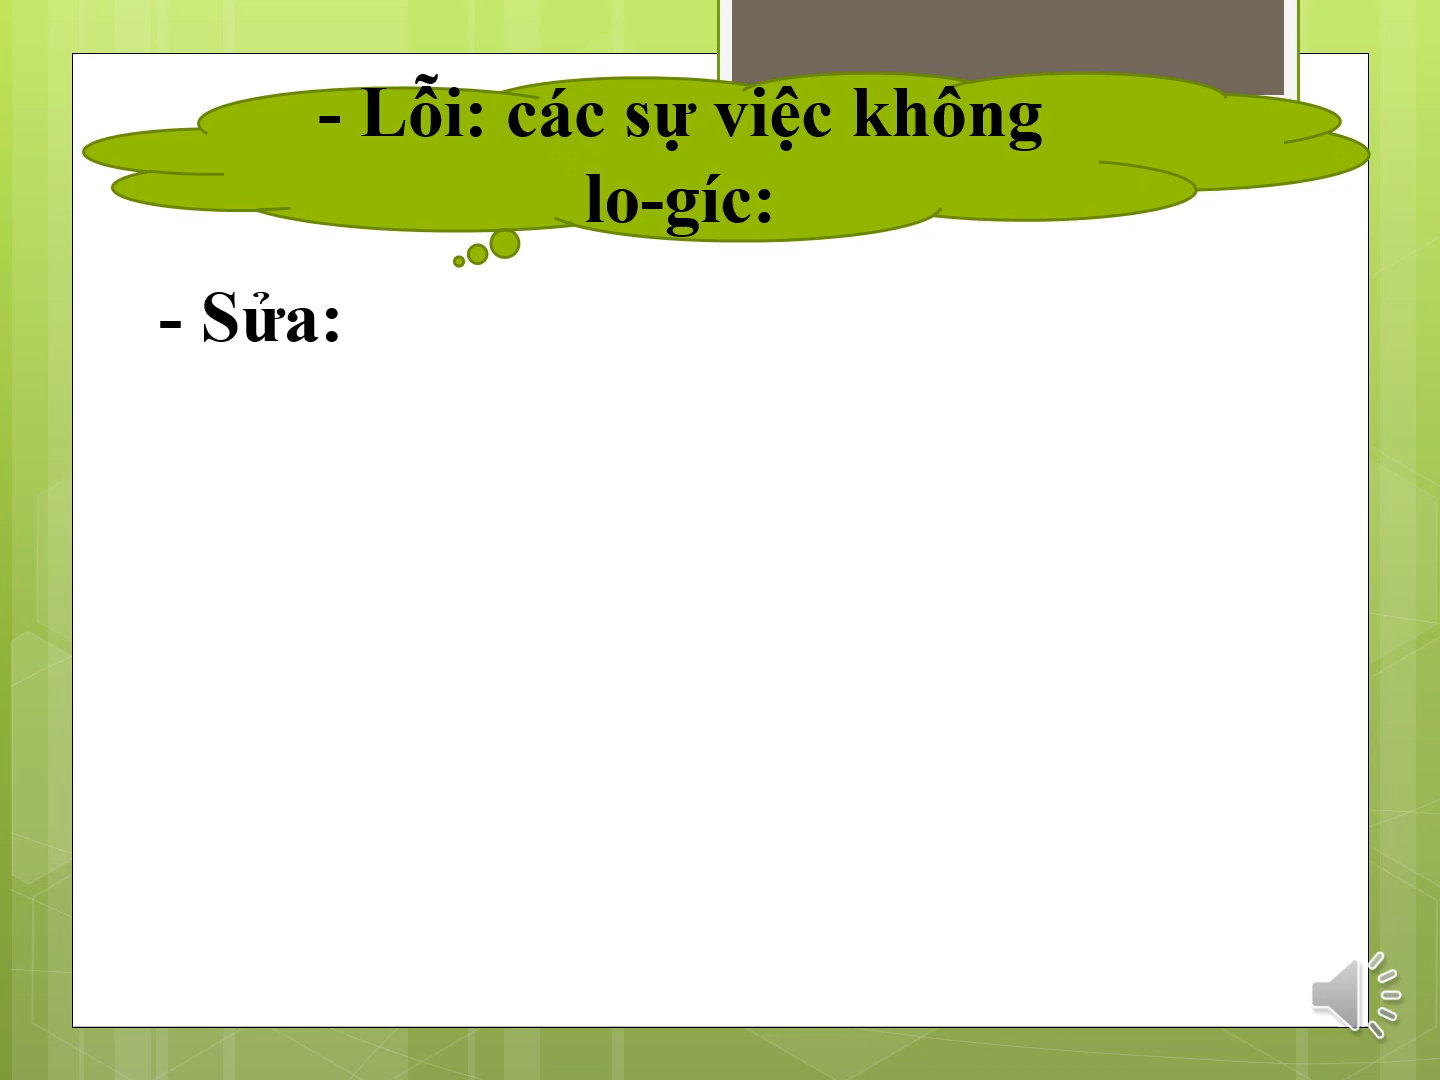 - Lỗi: các sự việc không
lo-gíc:
- Sửa: